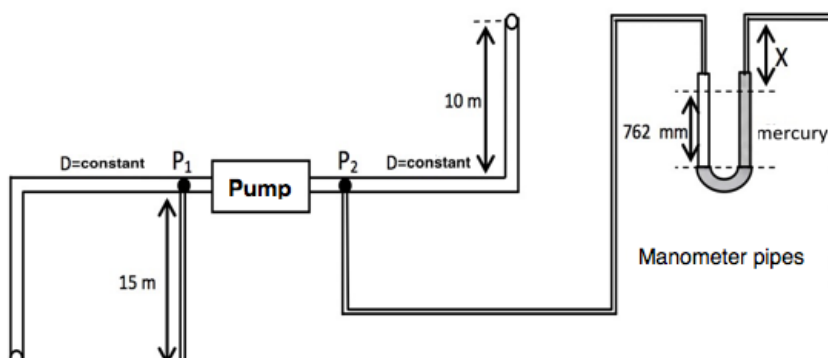 10 m
X
762 mm
mercury
D=constant
P1
P2
D=constant
Pump
15 m
Manometer pipes